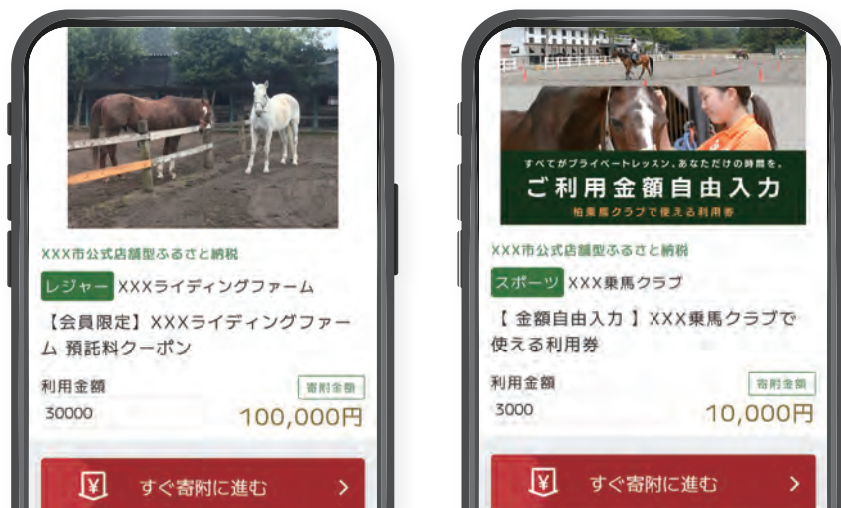 XXX市公式店舗型ふるさと納税
レジャー XXXライディングファーム
【会員限定】XXXライディングファー
ム 預託料クーポン
利用金額
寄附金額
30000
100,000円
¥ すぐ寄附に進む >
すべてがプライベートレッスン、あなただけの時間を。
ご利用金額自由入力
柏乗馬クラブで使える利用券
XXX市公式店舗型ふるさと納税
スポーツ XXX乗馬クラブ
【 金額自由入力 】XXX乗馬クラブで
使える利用券
利用金額
寄附金額
3000
10,000円
¥ すぐ寄附に進む >